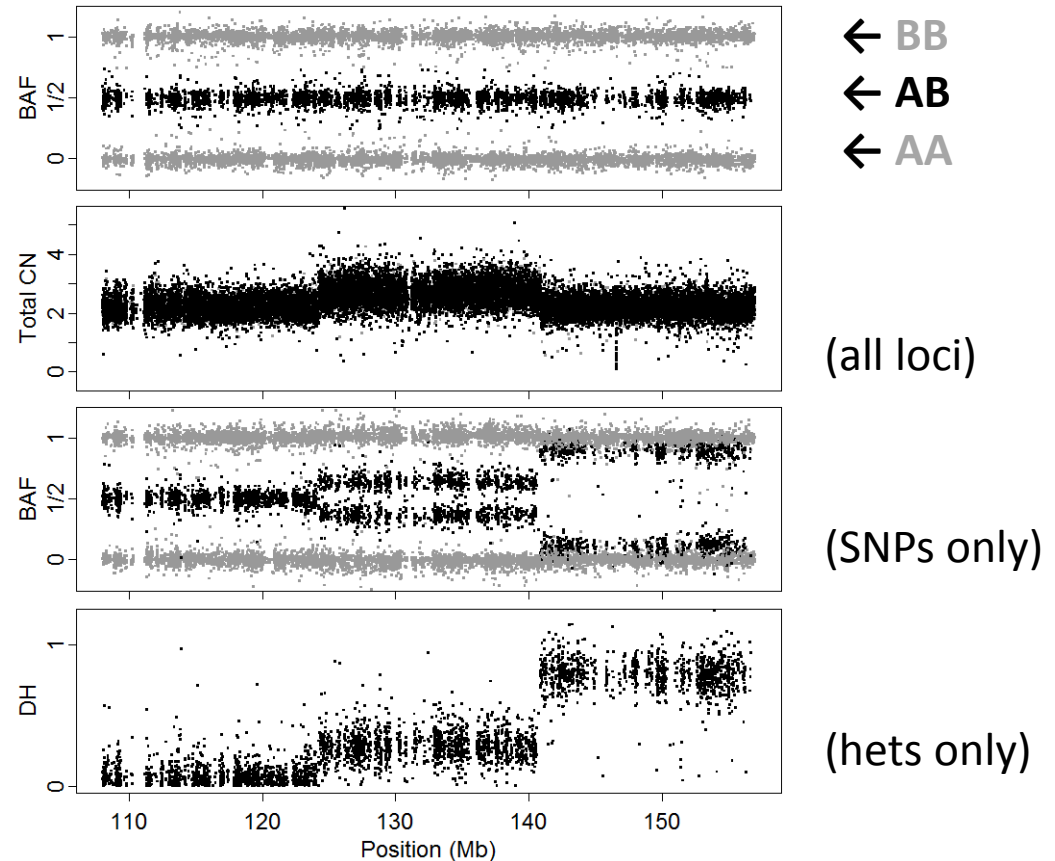 BAF
1
1/2
0
← BB
← AB
← AA
Total CN
4
2
0
(all loci)
BAF
1
1/2
0
(SNPs only)
DH
1
0
(hets only)
110 120 130 140 150
Position (Mb)